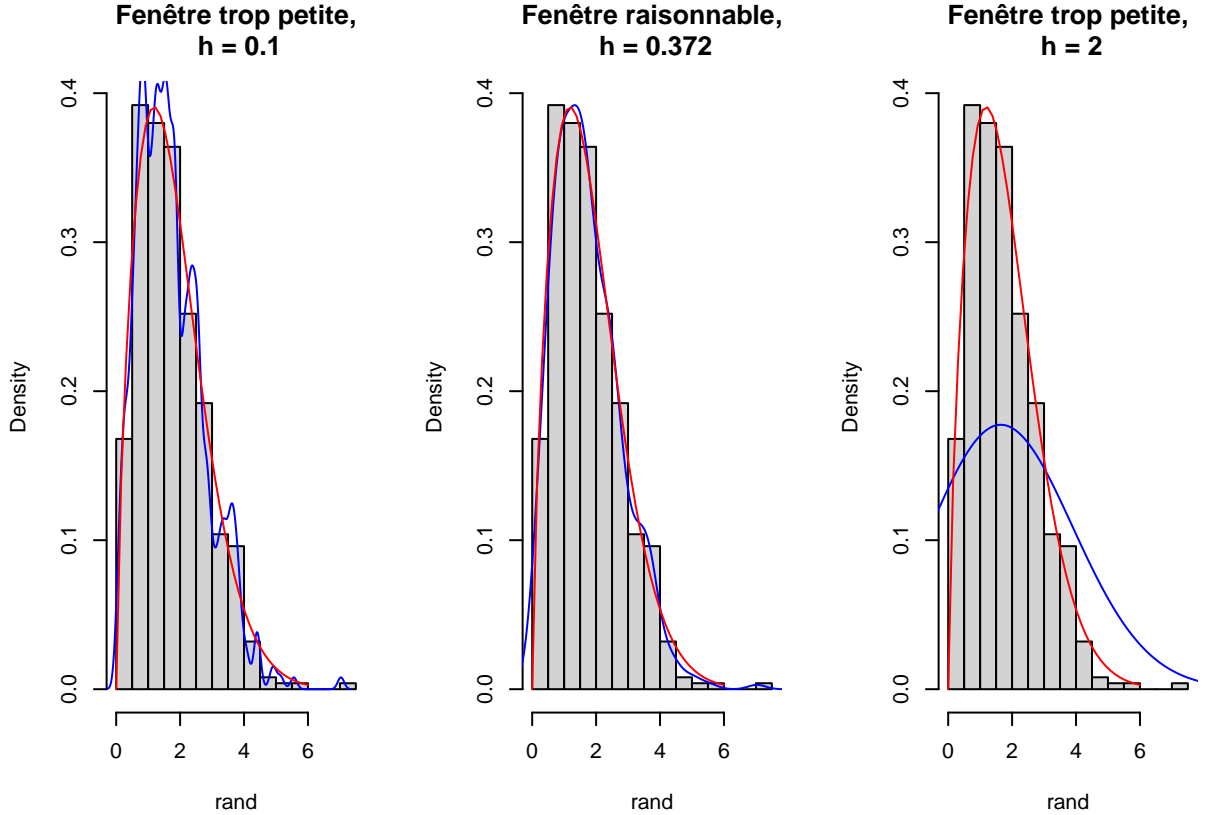 Fenêtre trop petite,
h = 0.1
Density
0.0
0.1
0.2
0.3
0.4
0 2 4 6
rand
Fenêtre raisonnable,
h = 0.372
Density
0.0
0.1
0.2
0.3
0.4
0 2 4 6
rand
Fenêtre trop petite,
h = 2
Density
0.0
0.1
0.2
0.3
0.4
0 2 4 6
rand